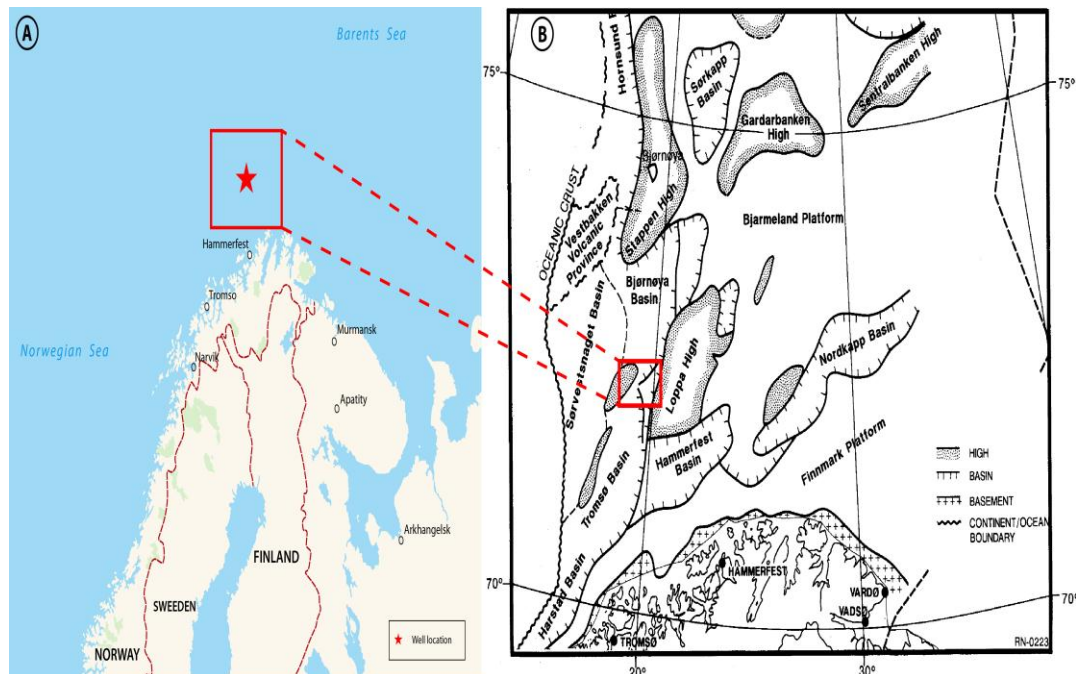 A
Barents Sea
Hammerfest
Tromso
Murmansk
Norwegian Sea
Narvik
Apatity
Arkhangelsk
FINLAND
SWEDEN
NORWAY
Well location
B
75°
75°
Hornsund F
Sørkapp
Basin
Sentralbanken High
Gardarbanken
High
Bjørnøya
Stappen High
OCEANIC CRUST
Vestbakken
Volcanic
Province
Bjarmeland Platform
Bjørnøya
Basin
Sørvestsnaget Basin
Loppa High
Nordkapp Basin
Hammerfest
Basin
Finnmark Platform
Tromsø Basin
Harstad Basin
HIGH
BASIN
BASEMENT
CONTINENT/OCEAN
BOUNDARY
70°
70°
HAMMERFEST
VARDØ
VADSØ
TROMSØ
RN-0223
20°
30°